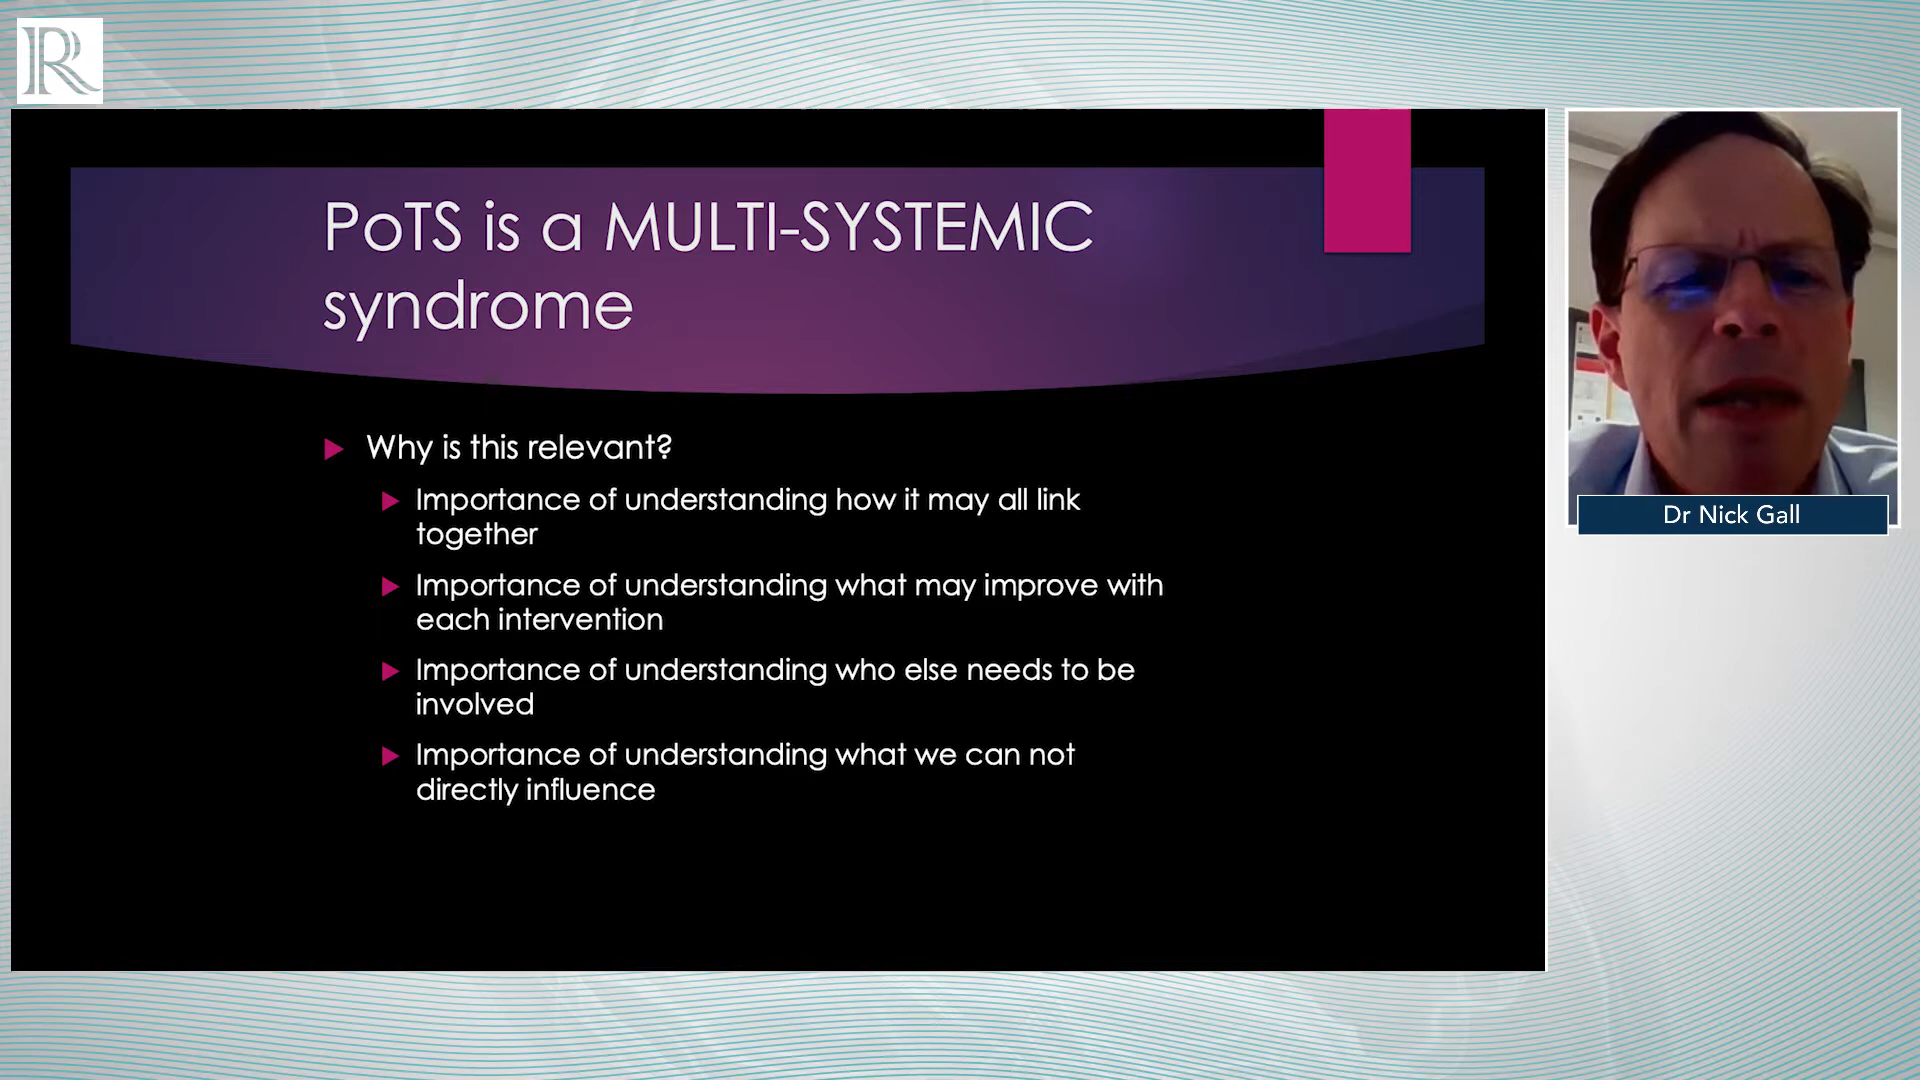 R
PoTS is a MULTI-SYSTEMIC
syndrome
Why is this relevant?
Importance of understanding how it may all link
together
Importance of understanding what may improve with
each intervention
Importance of understanding who else needs to be
involved
Importance of understanding what we can not
directly influence
Dr Nick Gall